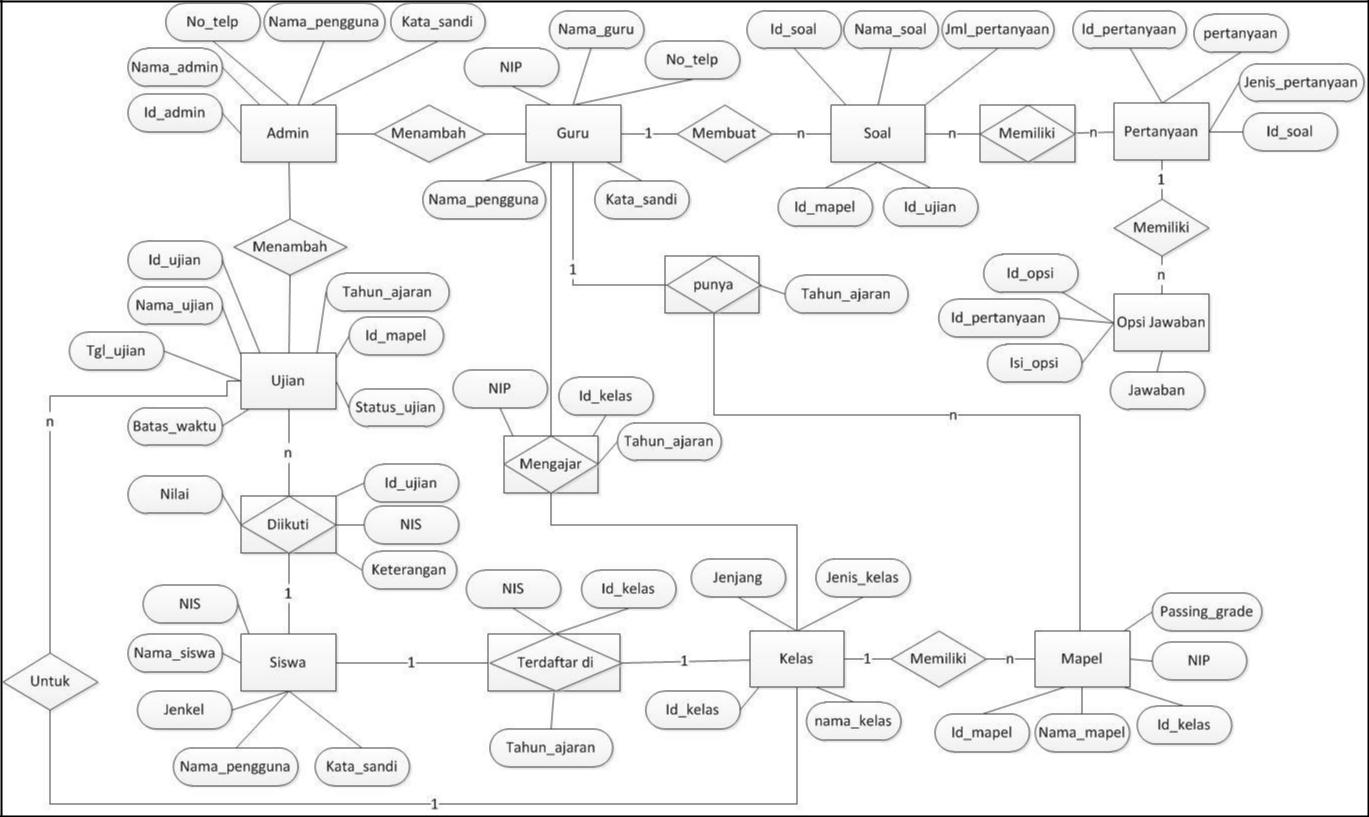 No_telp
Nama_pengguna
Kata_sandi
Nama_admin
Id_admin
Admin
Menambah
Nama_guru
NIP
No_telp
Guru
Nama_pengguna
Kata_sandi
1
Membuat
n
Id_soal
Nama_soal
Jml_pertanyaan
Soal
Id_mapel
Id_ujian
n
Memiliki
n
Id_pertanyaan
pertanyaan
Jenis_pertanyaan
Id_soal
Pertanyaan
1
Memiliki
n
Id_opsi
Id_pertanyaan
Isi_opsi
Opsi Jawaban
Jawaban
Menambah
Id_ujian
Nama_ujian
Tgl_ujian
Batas_waktu
Tahun_ajaran
Id_mapel
Status_ujian
Ujian
1
punya
Tahun_ajaran
n
NIP
Id_kelas
Tahun_ajaran
Mengajar
n
n
Nilai
Diikuti
Id_ujian
NIS
Keterangan
1
NIS
Nama_siswa
Jenkel
Nama_pengguna
Kata_sandi
Siswa
1
NIS
Id_kelas
Terdaftar di
Tahun_ajaran
1
Jenjang
Jenis_kelas
Kelas
Id_kelas
nama_kelas
1
Memiliki
n
Mapel
Passing_grade
NIP
Id_kelas
Nama_mapel
Id_mapel
Untuk
1